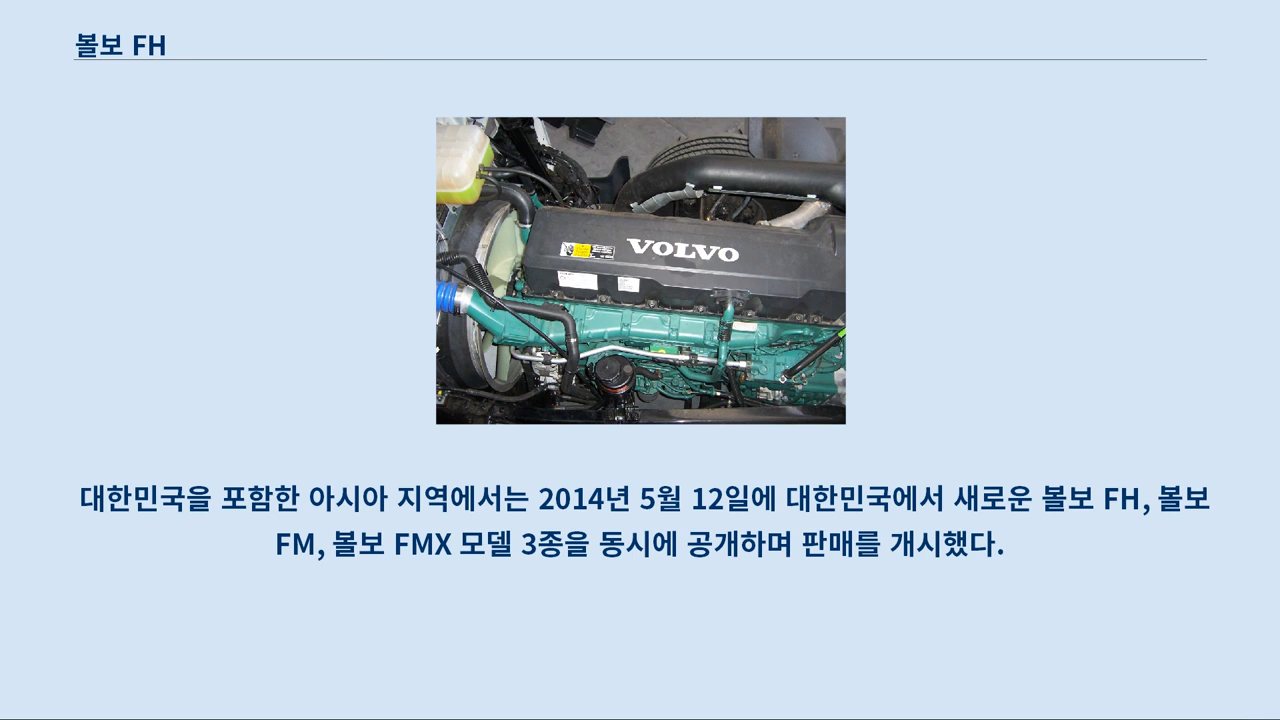 볼보 FH
VOLVO
대한민국을 포함한 아시아 지역에서는 2014년 5월 12일에 대한민국에서 새로운 볼보 FH, 볼보
FM, 볼보 FMX 모델 3종을 동시에 공개하며 판매를 개시했다.